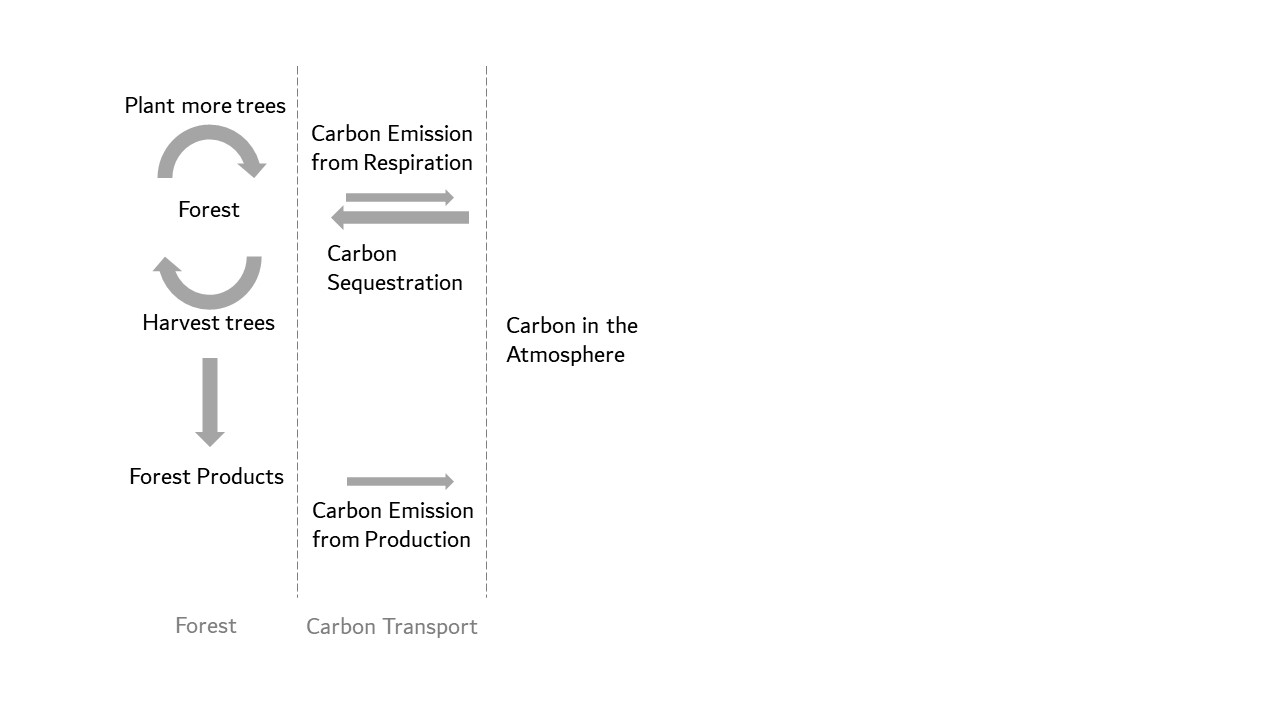 Plant more trees
Forest
Harvest trees
Forest Products
Carbon Emission
from Respiration
Carbon
Sequestration
Carbon Emission
from Production
Carbon in the
Atmosphere
Forest
Carbon Transport